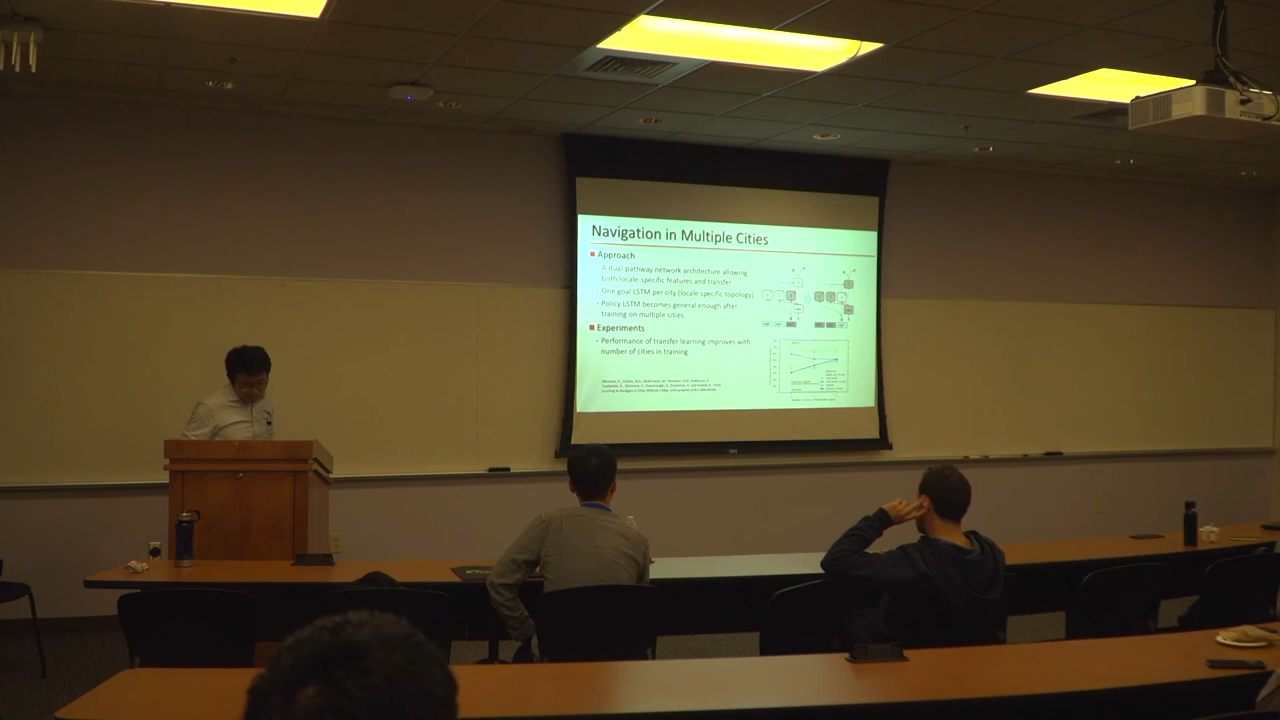 Navigation in Multiple Cities
Approach
A dual pathway network architecture allowing
both locale specific features and transfer
One goal LSTM per city (locale specific topology)
Policy LSTM becomes general enough after
training on multiple cities.
Experiments
Performance of transfer learning improves with
number of cities in training